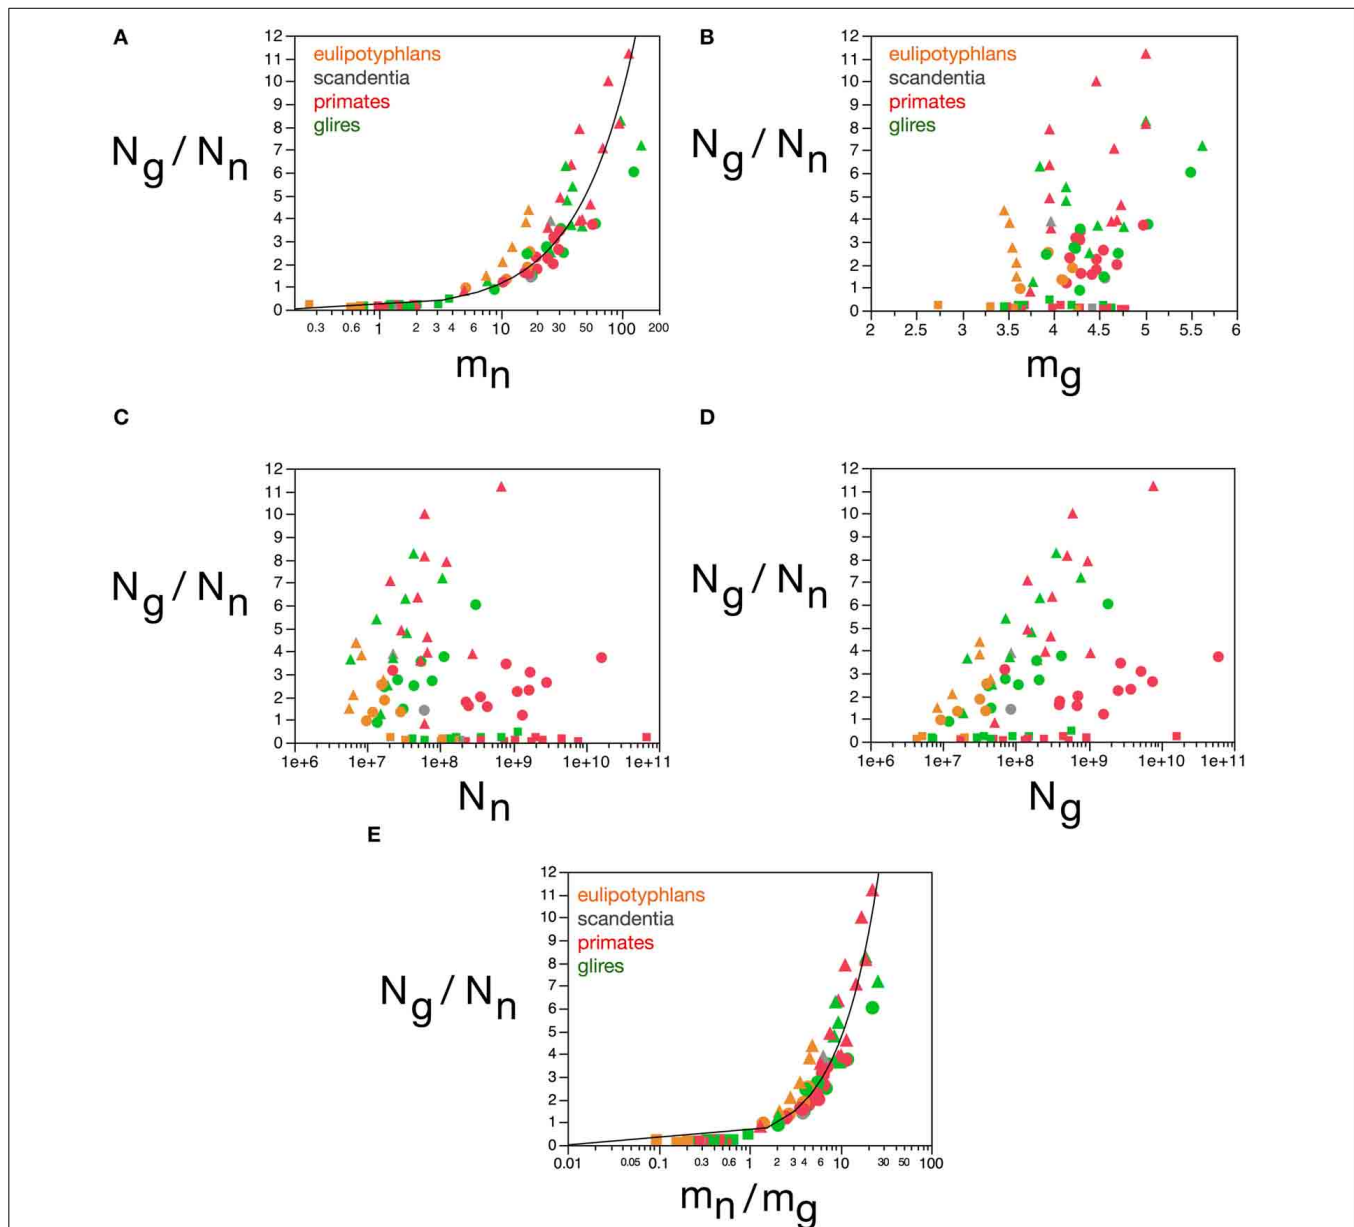 A
12
11
10
9
8
7
6
5
4
3
2
1
0
eulipotyphlans
scandentia
primates
glires
Ng / Nn
0.3 0.6 1 2 3 4 6 10 20 30 50 100 200
mn
B
12
11
10
9
8
7
6
5
4
3
2
1
0
eulipotyphlans
scandentia
primates
glires
Ng / Nn
2 2.5 3 3.5 4 4.5 5 5.5 6
mg
C
12
11
10
9
8
7
6
5
4
3
2
1
0
Ng / Nn
1e+6 1e+7 1e+8 1e+9 1e+10 1e+11
Nn
D
12
11
10
9
8
7
6
5
4
3
2
1
0
Ng / Nn
1e+6 1e+7 1e+8 1e+9 1e+10 1e+11
Ng
E
12
11
10
9
8
7
6
5
4
3
2
1
0
eulipotyphlans
scandentia
primates
glires
Ng / Nn
0.01 0.05 0.1 0.3 0.6 1 2 3 4 6 10 30 50 100
mn/mg